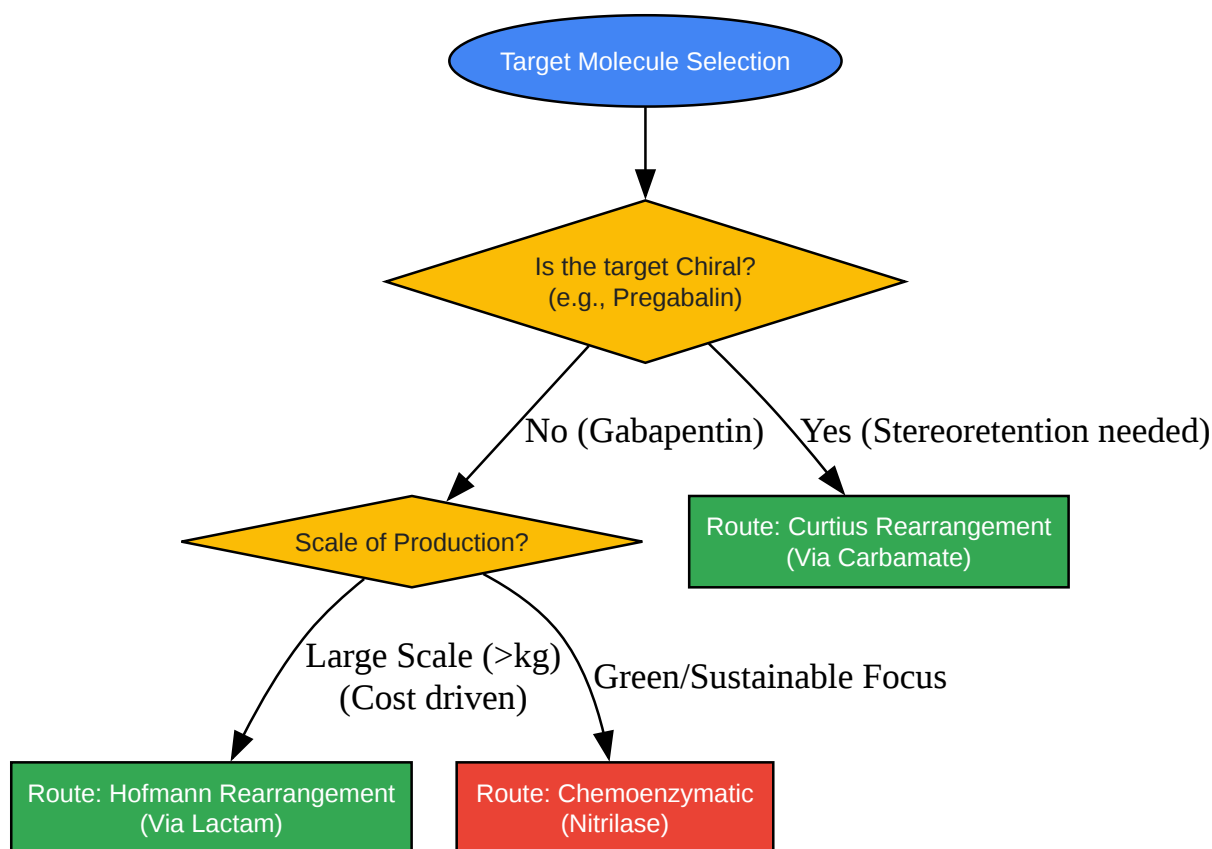 Target Molecule Selection
Is the target Chiral?
(e.g., Pregabalin)
No (Gabapentin)
Yes (Stereoretention needed)
Scale of Production?
Route: Curtius Rearrangement
(Via Carbamate)
Large Scale (>kg)
(Cost driven)
Green/Sustainable Focus
Route: Hofmann Rearrangement
(Via Lactam)
Route: Chemoenzymatic
(Nitrilase)